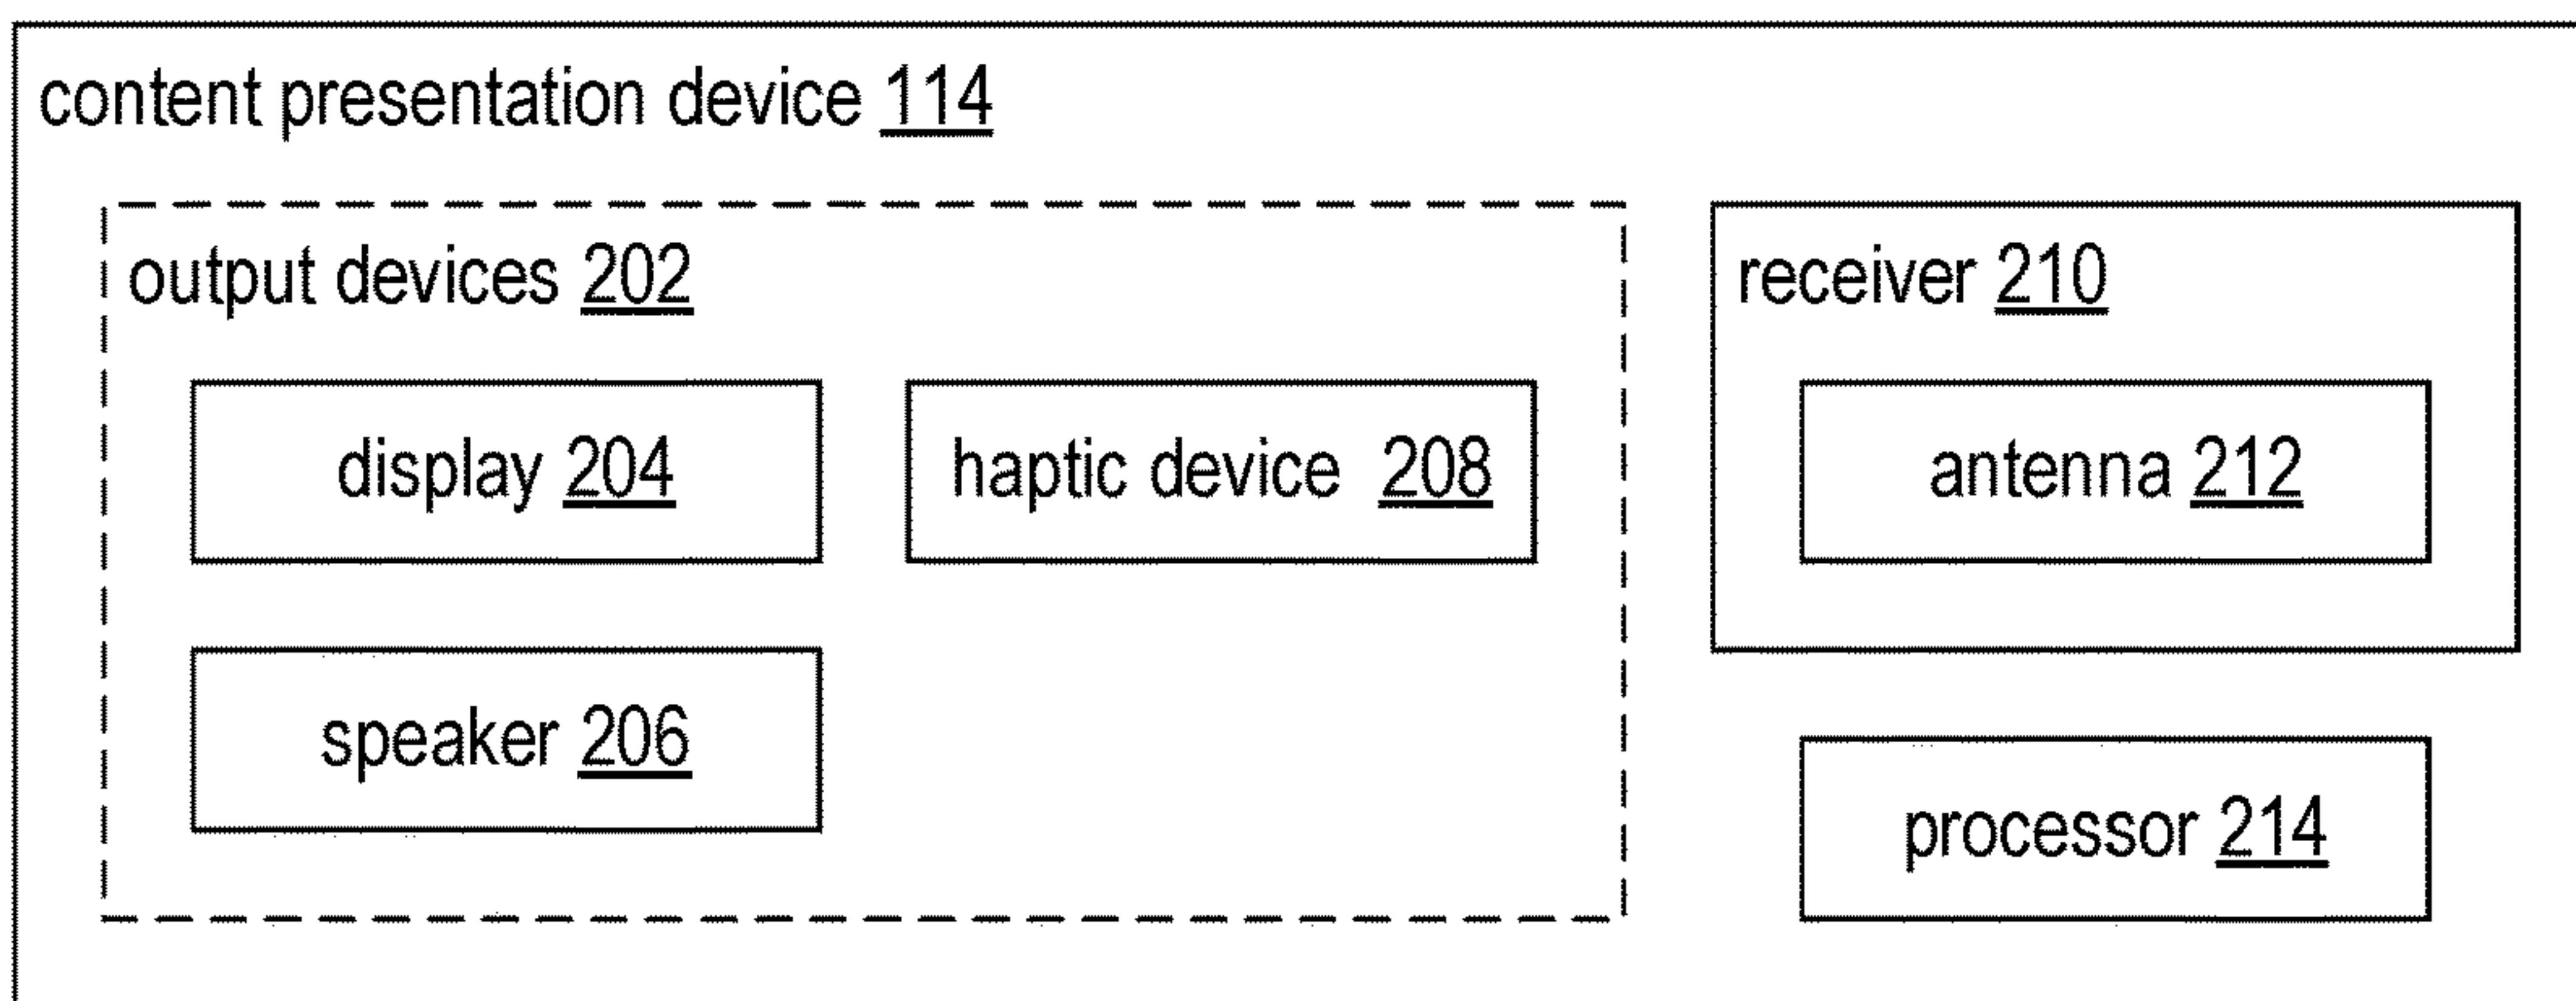 content presentation device 114
output devices 202
receiver 210
display 204
haptic device 208
antenna 212
speaker 206
processor 214